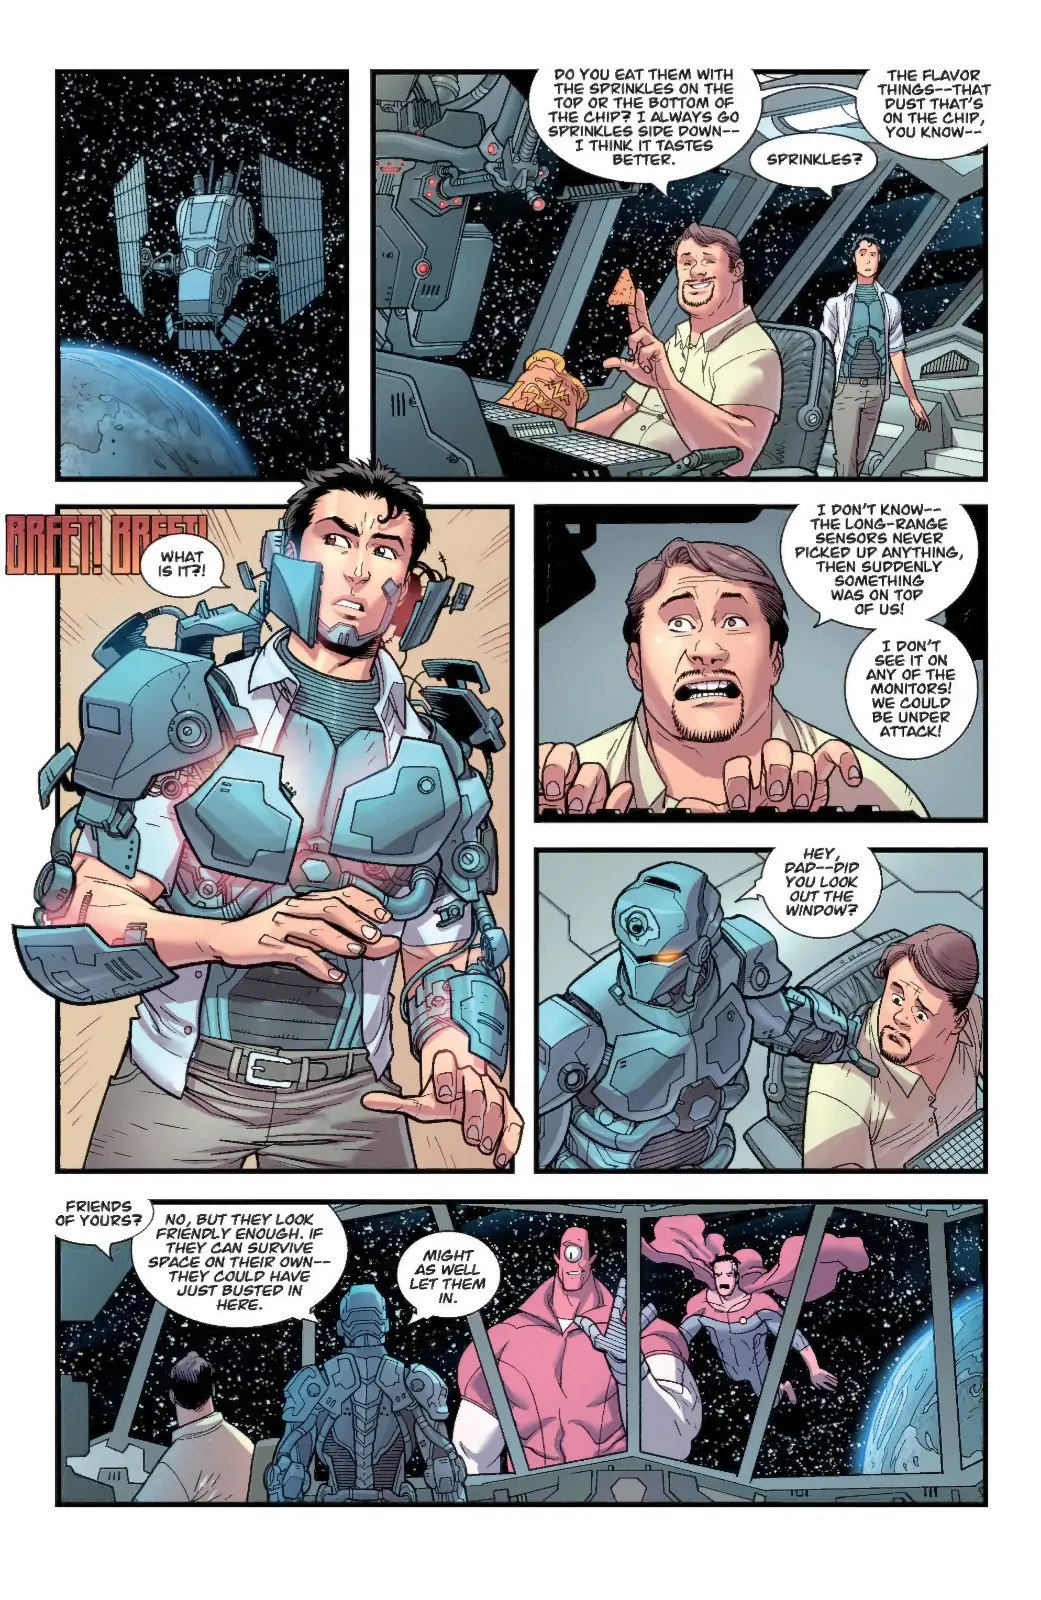 DO YOU EAT THEM WITH
THE SPRINKLES ON THE
TOP OR THE BOTTOM OF
THE CHIP? I ALWAYS GO
SPRINKLES SIDE DOWN--
I THINK IT TASTES
BETTER.
SPRINKLES?
THE FLAVOR
THINGS--THAT
DUST THAT'S
ON THE CHIP,
YOU KNOW--
BREET! BREET!
WHAT
IS IT?!
I DON'T KNOW--
THE LONG-RANGE
SENSORS NEVER
PICKED UP ANYTHING,
THEN SUDDENLY
SOMETHING
WAS ON TOP
OF US!
I DON'T
SEE IT ON
ANY OF THE
MONITORS!
WE COULD
BE UNDER
ATTACK!
HEY,
DAD--DID
YOU LOOK
OUT THE
WINDOW?
FRIENDS
OF YOURS?
NO, BUT THEY LOOK
FRIENDLY ENOUGH. IF
THEY CAN SURVIVE
SPACE ON THEIR OWN--
THEY COULD HAVE
JUST BUSTED IN
HERE.
MIGHT
AS WELL
LET THEM
IN.